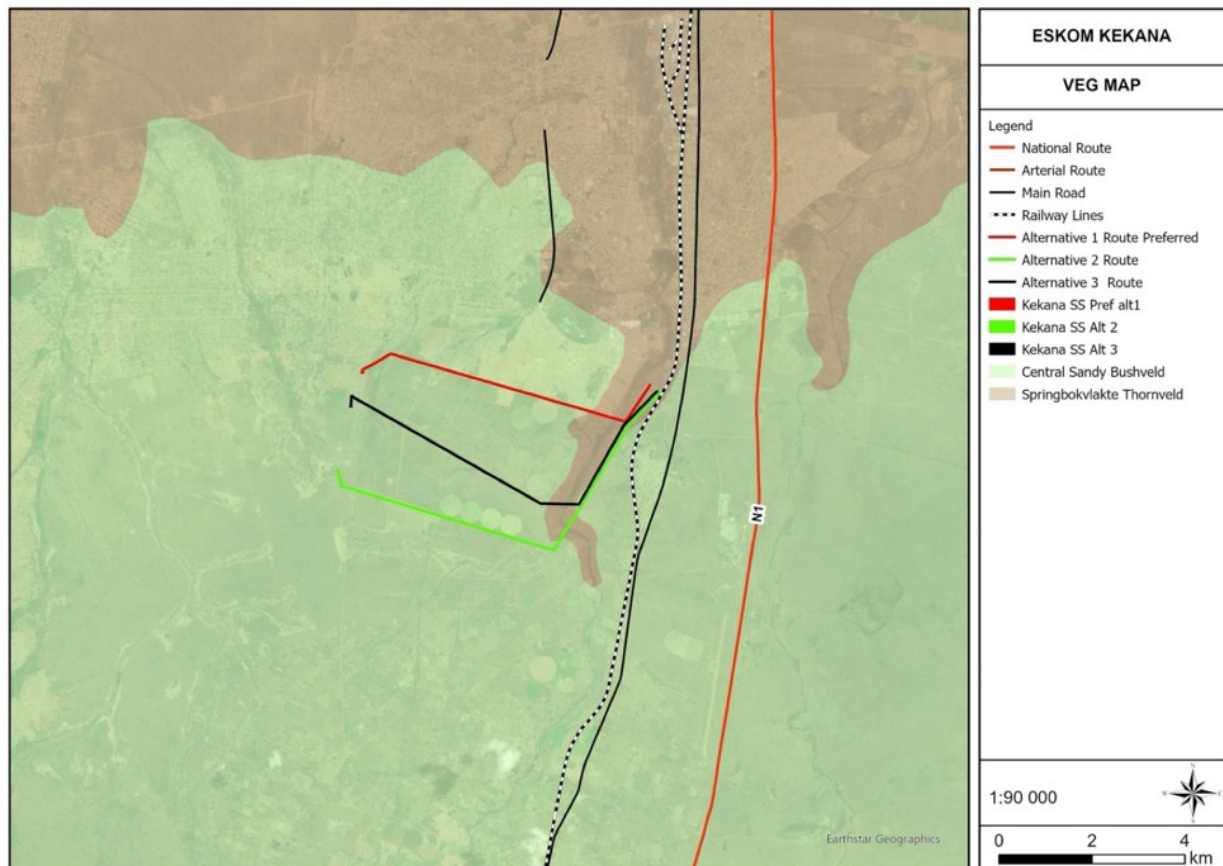 ESKOM KEKANA
VEG MAP
Legend
National Route
Arterial Route
Main Road
Railway Lines
Alternative 1 Route Preferred
Alternative 2 Route
Alternative 3 Route
Kekana SS Pref alt1
Kekana SS Alt 2
Kekana SS Alt 3
Central Sandy Bushveld
Springbokvlakte Thornveld
N1
Earthstar Geographics
1:90 000
N
W E
S
0 2 4
km